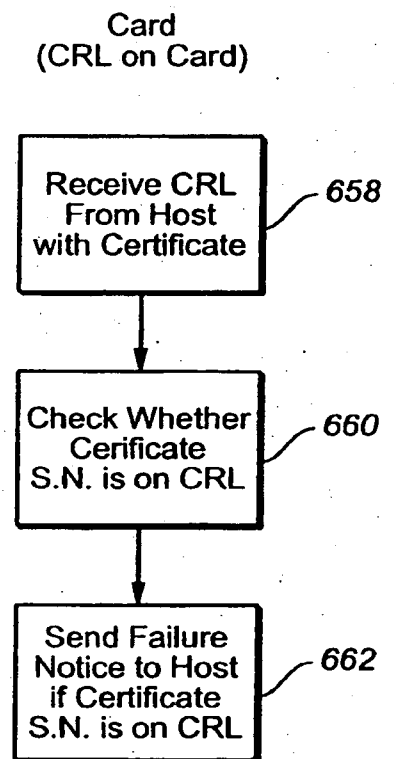 Card
(CRL on Card)
Receive CRL
From Host
with Certificate
658
Check Whether
Cerificate
S.N. is on CRL
660
Send Failure
Notice to Host
if Certificate
S.N. is on CRL
662